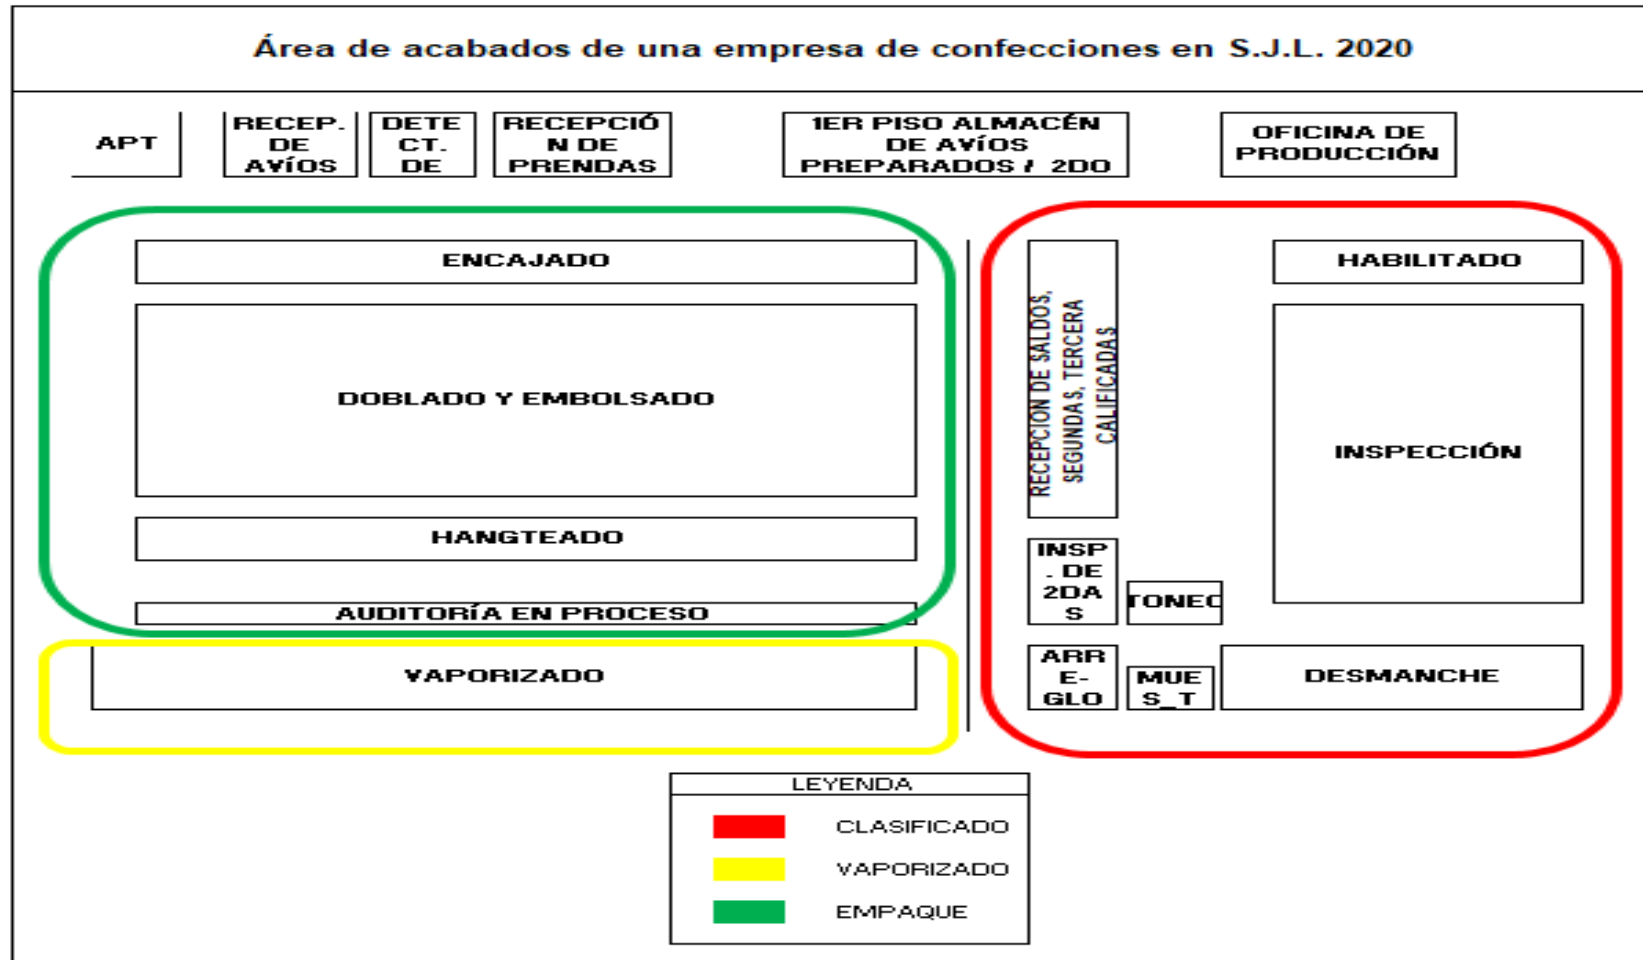 Área de acabados de una empresa de confecciones en S.J.L. 2020
APT
RECEP.
DE
AVÍOS
DETE
CT.
DE
RECEPCIÓ
N DE
PRENDAS
1ER PISO ALMACÉN
DE AVÍOS
PREPARADOS / 2DO
OFICINA DE
PRODUCCIÓN
ENCAJADO
DOBLADO Y EMBOLSADO
HANGTEADO
AUDITORÍA EN PROCESO
VAPORIZADO
RECEPCION DE SALDOS,
SEGUNDAS, TERCERA
CALIFICADAS
HABILITADO
INSPECCIÓN
INSP
. DE
2DA
S
TONEC
ARR
E-
GLO
MUE
S_T
DESMANCHE
LEYENDA
CLASIFICADO
VAPORIZADO
EMPAQUE